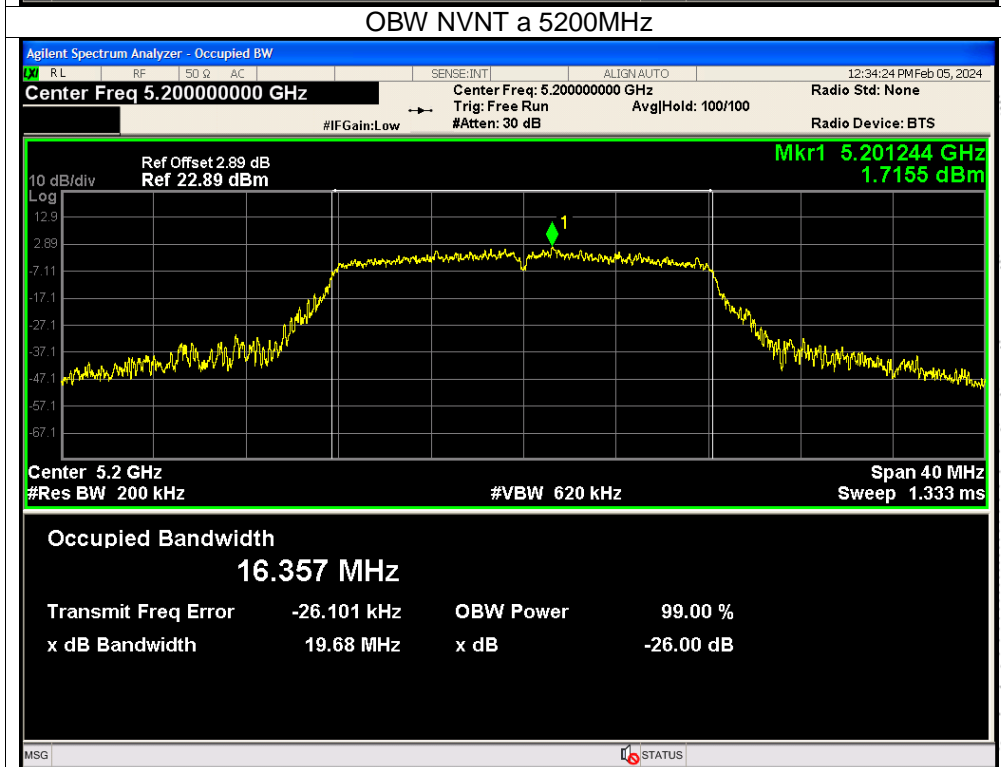 OBW NVNT a 5200MHz
Agilent Spectrum Analyzer - Occupied BW
LXI RL RF 50 Ω AC SENSE:INT ALIGN AUTO 12:34:24 PM Feb 05, 2024
Center Freq 5.200000000 GHz Center Freq: 5.200000000 GHz Radio Std: None
Trig: Free Run Avg|Hold: 100/100
#IFGain:Low #Atten: 30 dB Radio Device: BTS
Mkr1 5.201244 GHz
1.7155 dBm
Ref Offset 2.89 dB
10 dB/div Ref 22.89 dBm
Log
12.9
1
2.89
-7.11
-17.1
-27.1
-37.1
-47.1
-57.1
-67.1
Center 5.2 GHz Span 40 MHz
#Res BW 200 kHz #VBW 620 kHz Sweep 1.333 ms
Occupied Bandwidth
16.357 MHz
Transmit Freq Error -26.101 kHz OBW Power 99.00 %
x dB Bandwidth 19.68 MHz x dB -26.00 dB
MSG STATUS